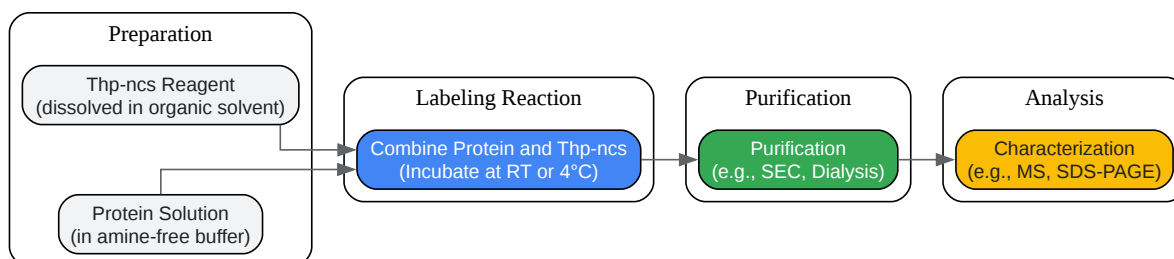 Preparation
Thp-ncs Reagent
(dissolved in organic solvent)
Protein Solution
(in amine-free buffer)
Labeling Reaction
Combine Protein and Thp-ncs
(Incubate at RT or 4°C)
Purification
Purification
(e.g., SEC, Dialysis)
Analysis
Characterization
(e.g., MS, SDS-PAGE)